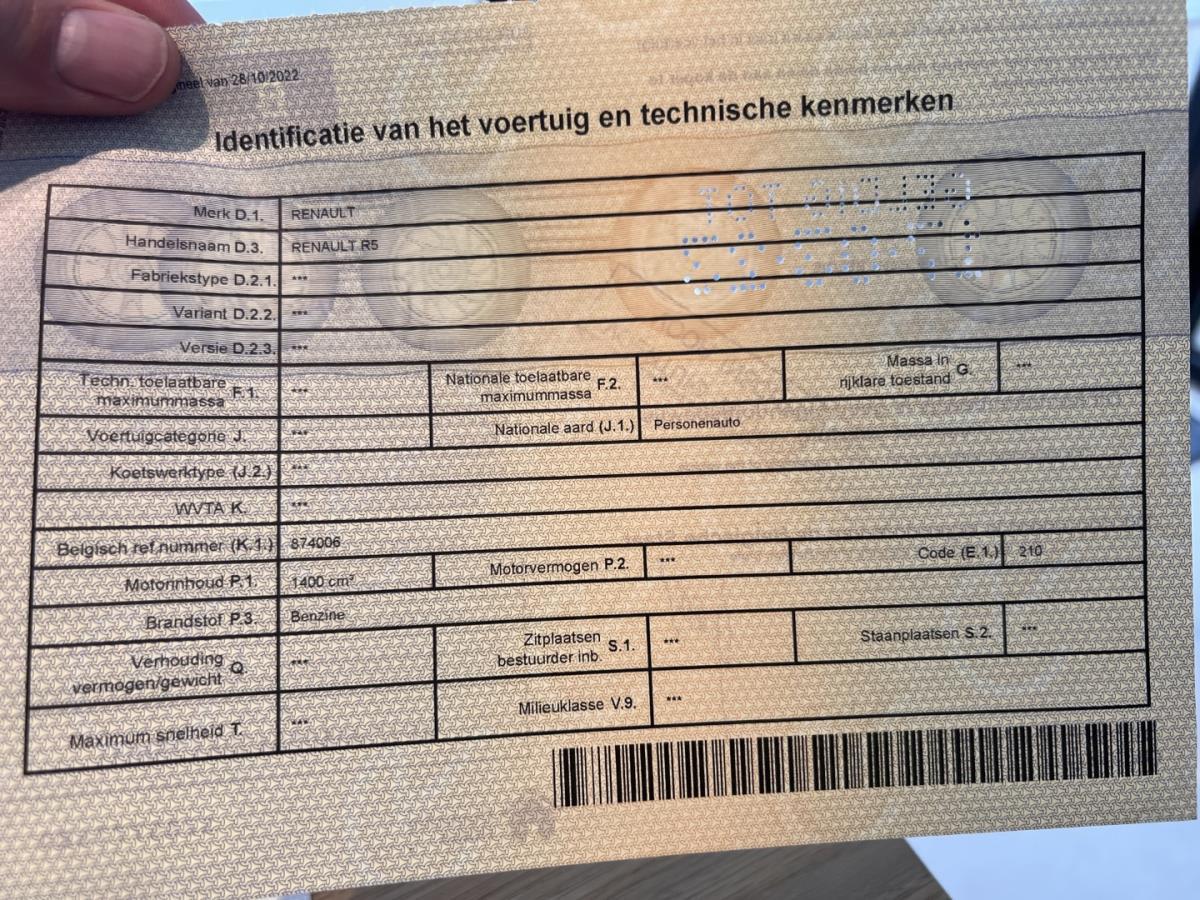 van 28/10/2022
Identificatie van het voertuig en technische kenmerken
Merk D.1. RENAULT
Handelsnaam D.3. RENAULT R5
Fabriekstype D.2.1. ***
Variant D.2.2. ***
Versie D.2.3. ***
Techn. toelaatbare maximummassa F.1. *** Nationale toelaatbare maximummassa F.2. *** Massa in rijklare toestand G. ***
Voertuigcategorie J. *** Nationale aard (J.1.) Personenauto
Koetswerktype (J.2.) ***
WVTA K. ***
Belgisch ref.nummer (K.1.) 874006
Motorinhoud P.1. 1400 cm³ Motorvermogen P.2. *** Code (E.1.) 210
Brandstof P.3. Benzine
Verhouding vermogen/gewicht Q. *** Zitplaatsen bestuurder inb. S.1. *** Staanplaatsen S.2. ***
Maximum snelheid T. *** Milieuklasse V.9. ***